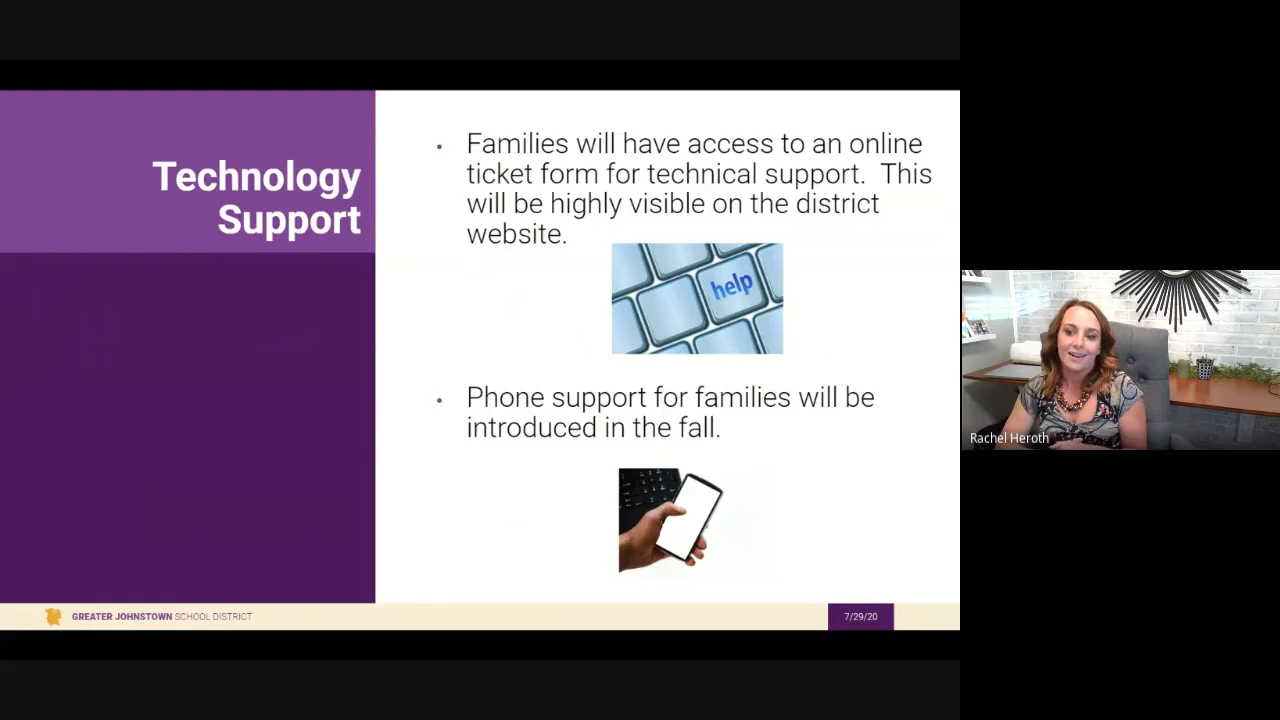 Technology
Support
• Families will have access to an online
ticket form for technical support. This
will be highly visible on the district
website.
help
• Phone support for families will be
introduced in the fall.
Rachel Heroth
GREATER JOHNSTOWN SCHOOL DISTRICT
7/29/20